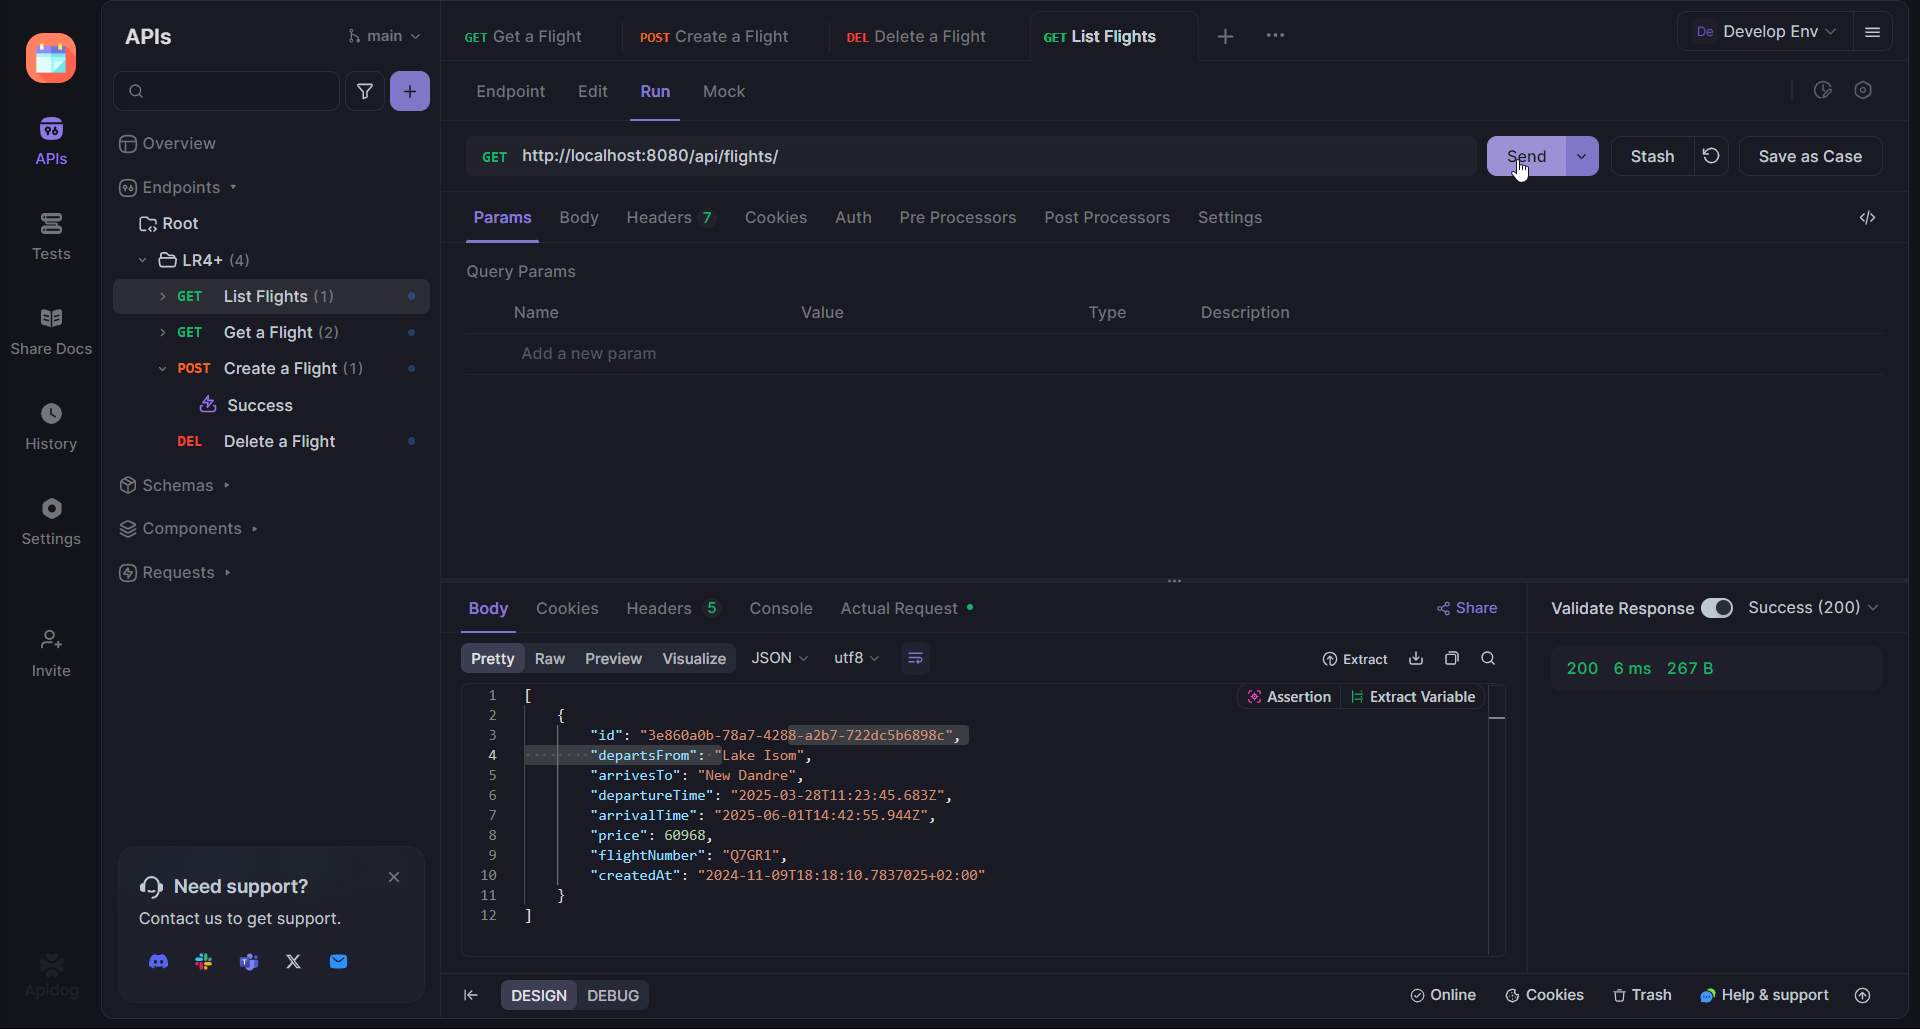 APIs
Tests
Share Docs
History
Settings
Invite
Apidog
APIs
main
Overview
Endpoints
Root
LR4+ (4)
GET List Flights (1)
GET Get a Flight (2)
POST Create a Flight (1)
Success
DEL Delete a Flight
Schemas
Components
Requests
Need support?
Contact us to get support.
GET Get a Flight
POST Create a Flight
DEL Delete a Flight
GET List Flights
De Develop Env
Endpoint Edit Run Mock
GET http://localhost:8080/api/flights/
Send
Stash
Save as Case
Params Body Headers 7 Cookies Auth Pre Processors Post Processors Settings
Query Params
Name Value Type Description
Add a new param
Body Cookies Headers 5 Console Actual Request
Share
Pretty Raw Preview Visualize JSON utf8
Extract
Assertion Extract Variable
1 [
2 {
3 "id": "3e860a0b-78a7-4288-a2b7-722dc5b6898c",
4 "departsFrom": "Lake Isom",
5 "arrivesTo": "New Dandre",
6 "departureTime": "2025-03-28T11:23:45.683Z",
7 "arrivalTime": "2025-06-01T14:42:55.944Z",
8 "price": 60968,
9 "flightNumber": "Q7GR1",
10 "createdAt": "2024-11-09T18:18:10.7837025+02:00"
11 }
12 ]
Validate Response Success (200)
200 6 ms 267 B
DESIGN DEBUG
Online Cookies Trash Help & support